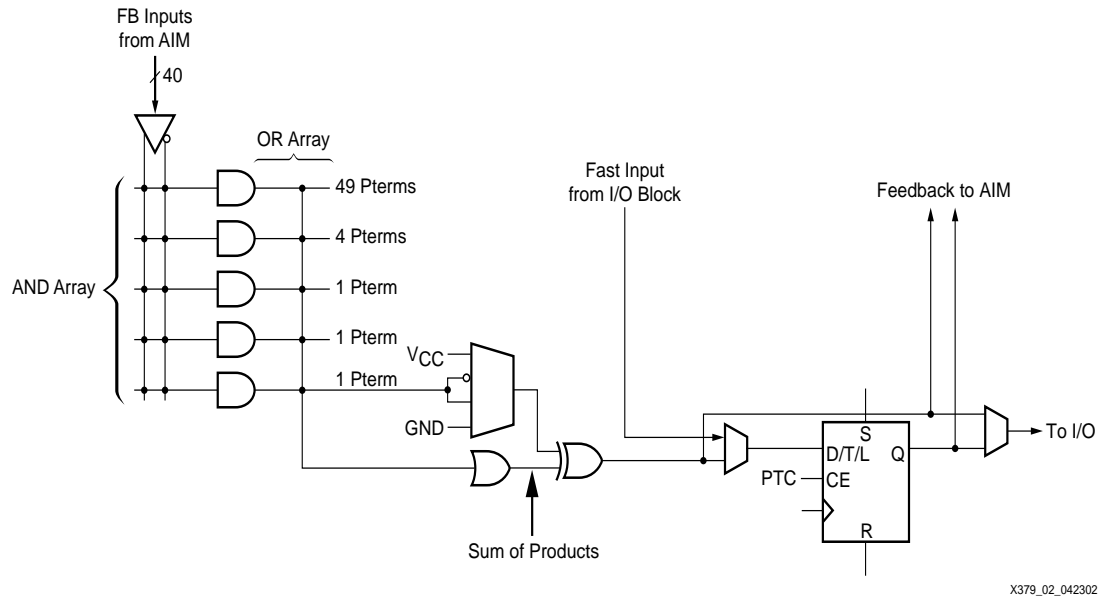 FB Inputs
from AIM
40
OR Array
49 Pterms
4 Pterms
AND Array
1 Pterm
1 Pterm
1 Pterm
VCC
GND
Sum of Products
Fast Input
from I/O Block
Feedback to AIM
S
D/T/L
Q
PTC
CE
R
To I/O
X379_02_042302